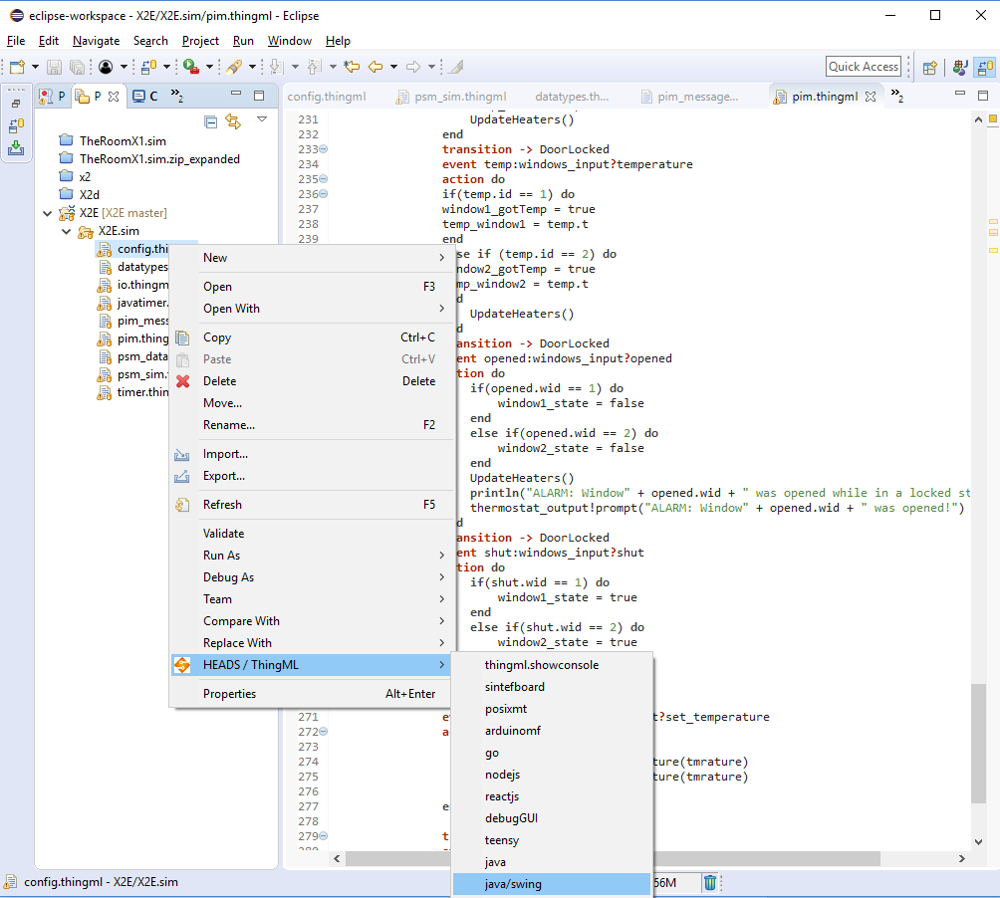 eclipse-workspace - X2E/X2E.sim/pim.thingml - Eclipse
File Edit Navigate Search Project Run Window Help
Quick Access
P P C »2
config.thingml psm_sim.thingml datatypes.th... pim_message... pim.thingml »2
TheRoomX1.sim
TheRoomX1.sim.zip_expanded
x2
X2d
X2E [X2E master]
X2E.sim
config.thi
datatypes
io.thingm
javatimer.
pim_mess
pim.thing
psm_data
psm_sim.
timer.thin
231 UpdateHeaters()
232 end
233 transition -> DoorLocked
234 event temp:windows_input?temperature
235 action do
236 if(temp.id == 1) do
237 window1_gotTemp = true
238 temp_window1 = temp.t
239 end
se if (temp.id == 2) do
ndow2_gotTemp = true
mp_window2 = temp.t
d
UpdateHeaters()
d
ansition -> DoorLocked
ent opened:windows_input?opened
tion do
if(opened.wid == 1) do
window1_state = false
end
else if(opened.wid == 2) do
window2_state = false
end
UpdateHeaters()
println("ALARM: Window" + opened.wid + " was opened while in a locked st
thermostat_output!prompt("ALARM: Window" + opened.wid + " was opened!")
d
ansition -> DoorLocked
ent shut:windows_input?shut
tion do
if(shut.wid == 1) do
window1_state = true
end
else if(shut.wid == 2) do
window2_state = true
271 e t?set_temperature
272 a
273
274 ture(tmrature)
275 ture(tmrature)
276
277 e
278
279 t
New
Open F3
Open With
Copy Ctrl+C
Paste Ctrl+V
Delete Delete
Move...
Rename... F2
Import...
Export...
Refresh F5
Validate
Run As
Debug As
Team
Compare With
Replace With
HEADS / ThingML
Properties Alt+Enter
thingml.showconsole
sintefboard
posixmt
arduinomf
go
nodejs
reactjs
debugGUI
teensy
java
java/swing
config.thingml - X2E/X2E.sim
56M